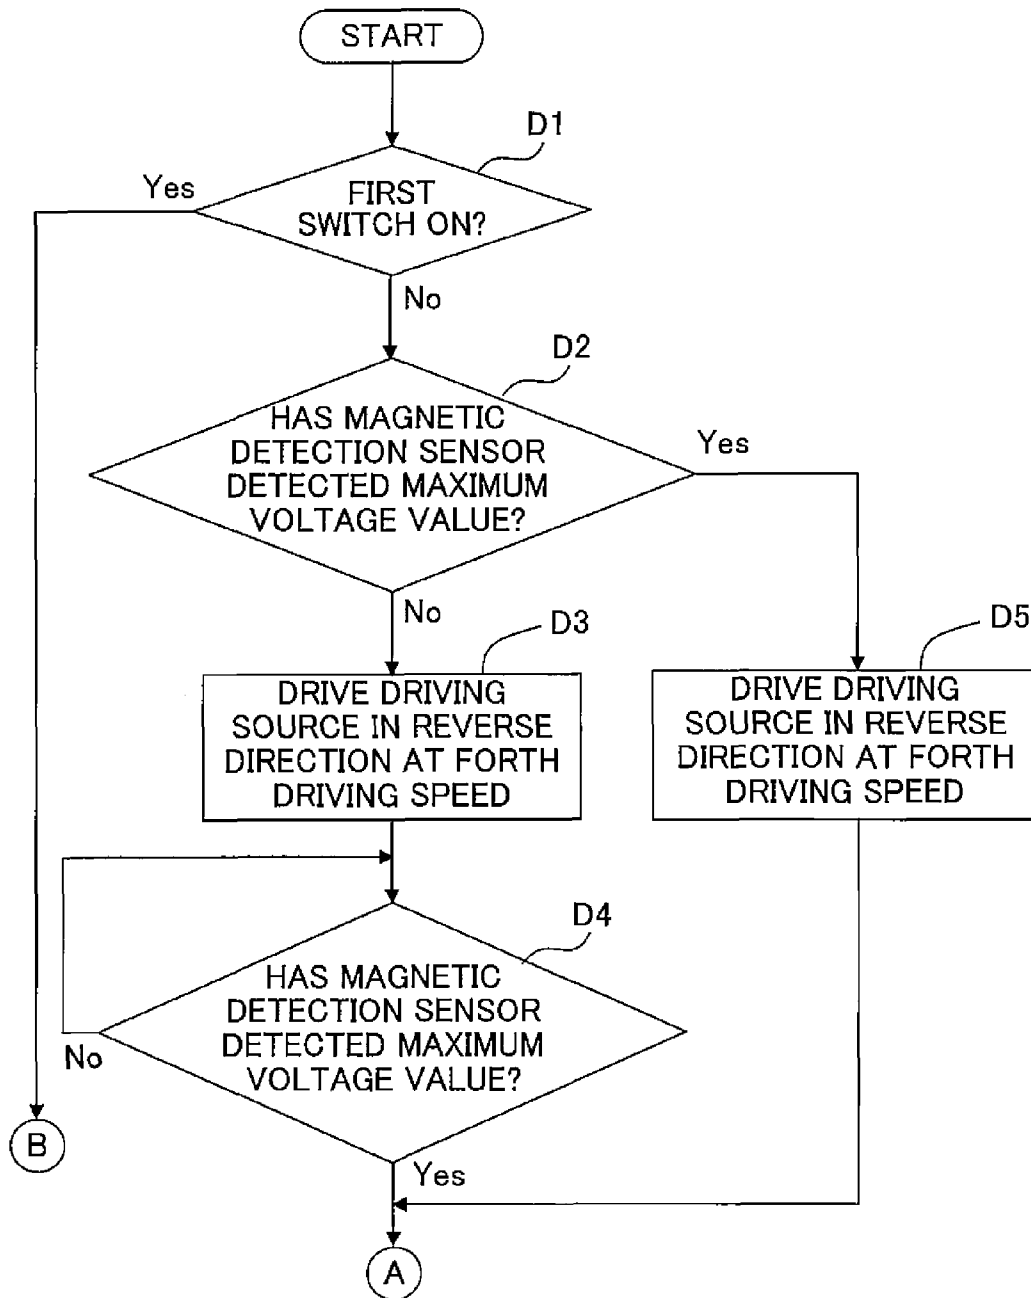 START
D1
Yes
FIRST
SWITCH ON?
No
D2
HAS MAGNETIC
DETECTION SENSOR
DETECTED MAXIMUM
VOLTAGE VALUE?
Yes
No
D3
DRIVE DRIVING
SOURCE IN REVERSE
DIRECTION AT FORTH
DRIVING SPEED
D5
DRIVE DRIVING
SOURCE IN REVERSE
DIRECTION AT FORTH
DRIVING SPEED
D4
HAS MAGNETIC
DETECTION SENSOR
DETECTED MAXIMUM
VOLTAGE VALUE?
No
B
Yes
A